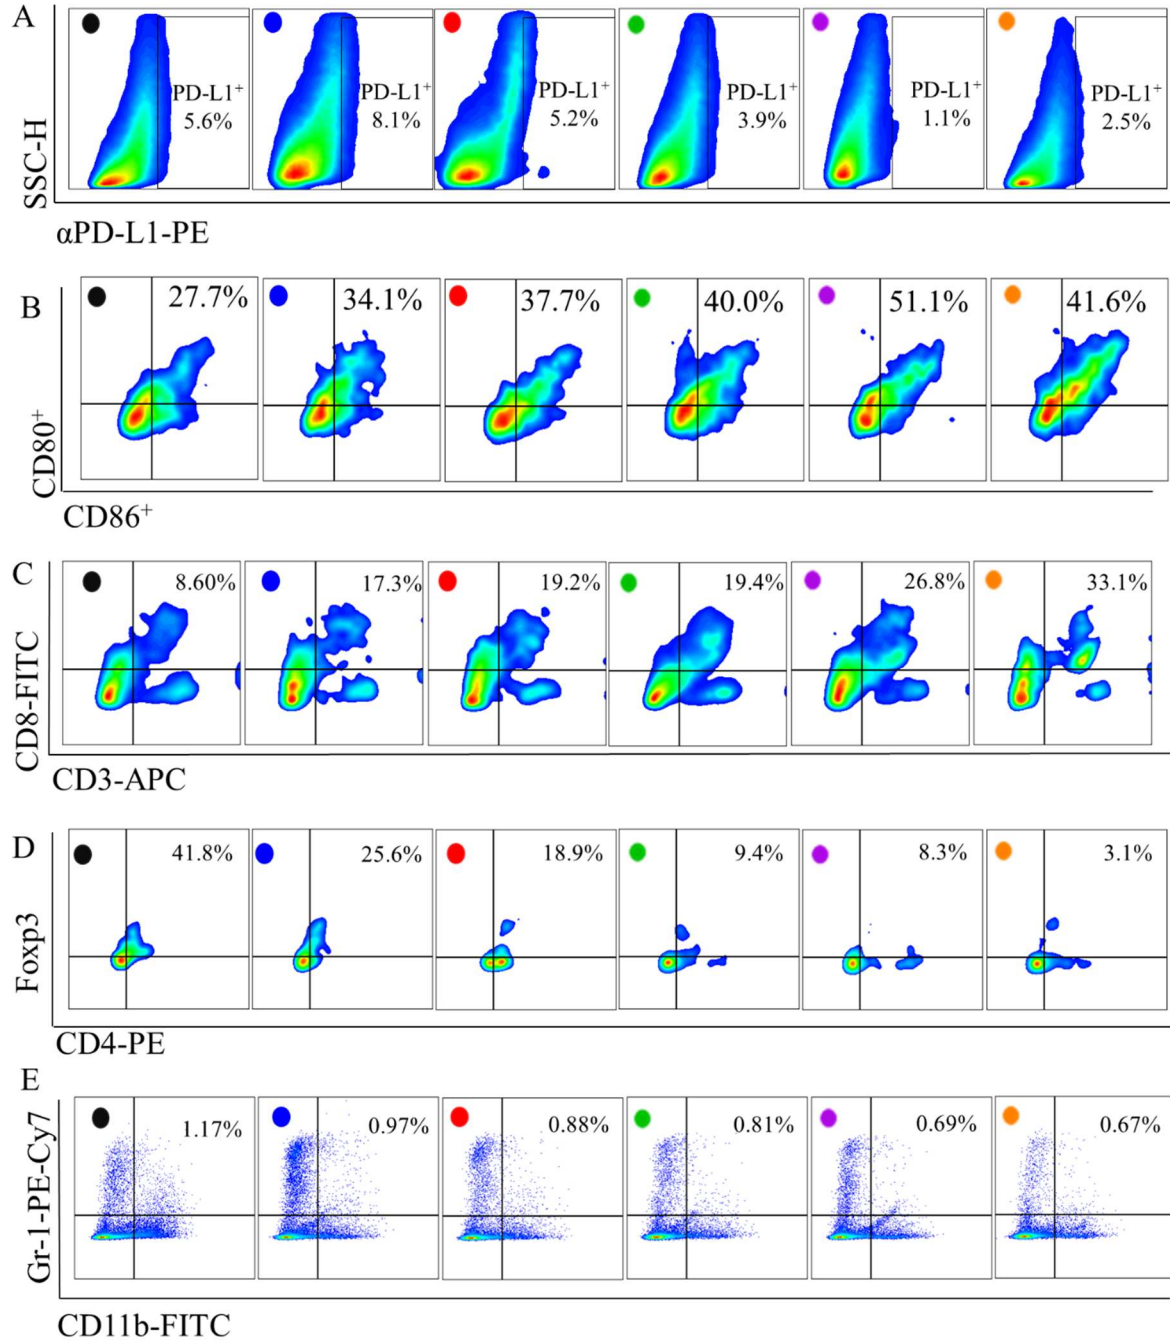 A
PD-L1⁺ PD-L1⁺ PD-L1⁺ PD-L1⁺ PD-L1⁺ PD-L1⁺
5.6% 8.1% 5.2% 3.9% 1.1% 2.5%
SSC-H
αPD-L1-PE
B
27.7% 34.1% 37.7% 40.0% 51.1% 41.6%
CD80⁺
CD86⁺
C
8.60% 17.3% 19.2% 19.4% 26.8% 33.1%
CD8-FITC
CD3-APC
D
41.8% 25.6% 18.9% 9.4% 8.3% 3.1%
Foxp3
CD4-PE
E
1.17% 0.97% 0.88% 0.81% 0.69% 0.67%
Gr-1-PE-Cy7
CD11b-FITC